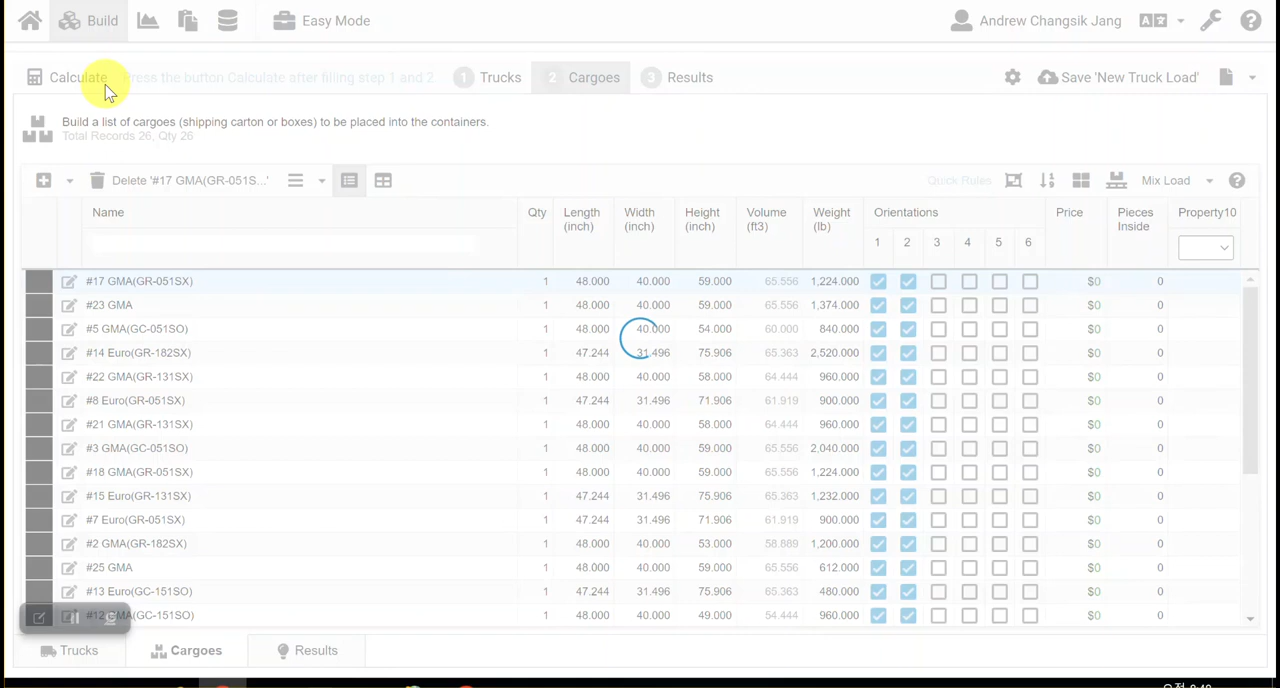 Build
Easy Mode
Andrew Changsik Jang
Calculate
Press the button Calculate after filling step 1 and 2.
1 Trucks
2 Cargoes
3 Results
Save 'New Truck Load'
Build a list of cargoes (shipping carton or boxes) to be placed into the containers.
Total Records 26, Qty 26
Delete '#17 GMA(GR-051S...'
Quick Rules
Mix Load
Name Qty Length (inch) Width (inch) Height (inch) Volume (ft3) Weight (lb) Orientations Price Pieces Inside Property10
1 2 3 4 5 6
#17 GMA(GR-051SX) 1 48.000 40.000 59.000 65.556 1,224.000 $0 0
#23 GMA 1 48.000 40.000 59.000 65.556 1,374.000 $0 0
#5 GMA(GC-051SO) 1 48.000 40.000 54.000 60.000 840.000 $0 0
#14 Euro(GR-182SX) 1 47.244 31.496 75.906 65.363 2,520.000 $0 0
#22 GMA(GR-131SX) 1 48.000 40.000 58.000 64.444 960.000 $0 0
#8 Euro(GR-051SX) 1 47.244 31.496 71.906 61.919 900.000 $0 0
#21 GMA(GR-131SX) 1 48.000 40.000 58.000 64.444 960.000 $0 0
#3 GMA(GC-051SO) 1 48.000 40.000 59.000 65.556 2,040.000 $0 0
#18 GMA(GR-051SX) 1 48.000 40.000 59.000 65.556 1,224.000 $0 0
#15 Euro(GR-131SX) 1 47.244 31.496 75.906 65.363 1,232.000 $0 0
#7 Euro(GR-051SX) 1 47.244 31.496 71.906 61.919 900.000 $0 0
#2 GMA(GR-182SX) 1 48.000 40.000 53.000 58.889 1,200.000 $0 0
#25 GMA 1 48.000 40.000 59.000 65.556 612.000 $0 0
#13 Euro(GC-151SO) 1 47.244 31.496 75.906 65.363 480.000 $0 0
#12 GMA(GC-151SO) 1 48.000 40.000 49.000 54.444 960.000 $0 0
Trucks
Cargoes
Results